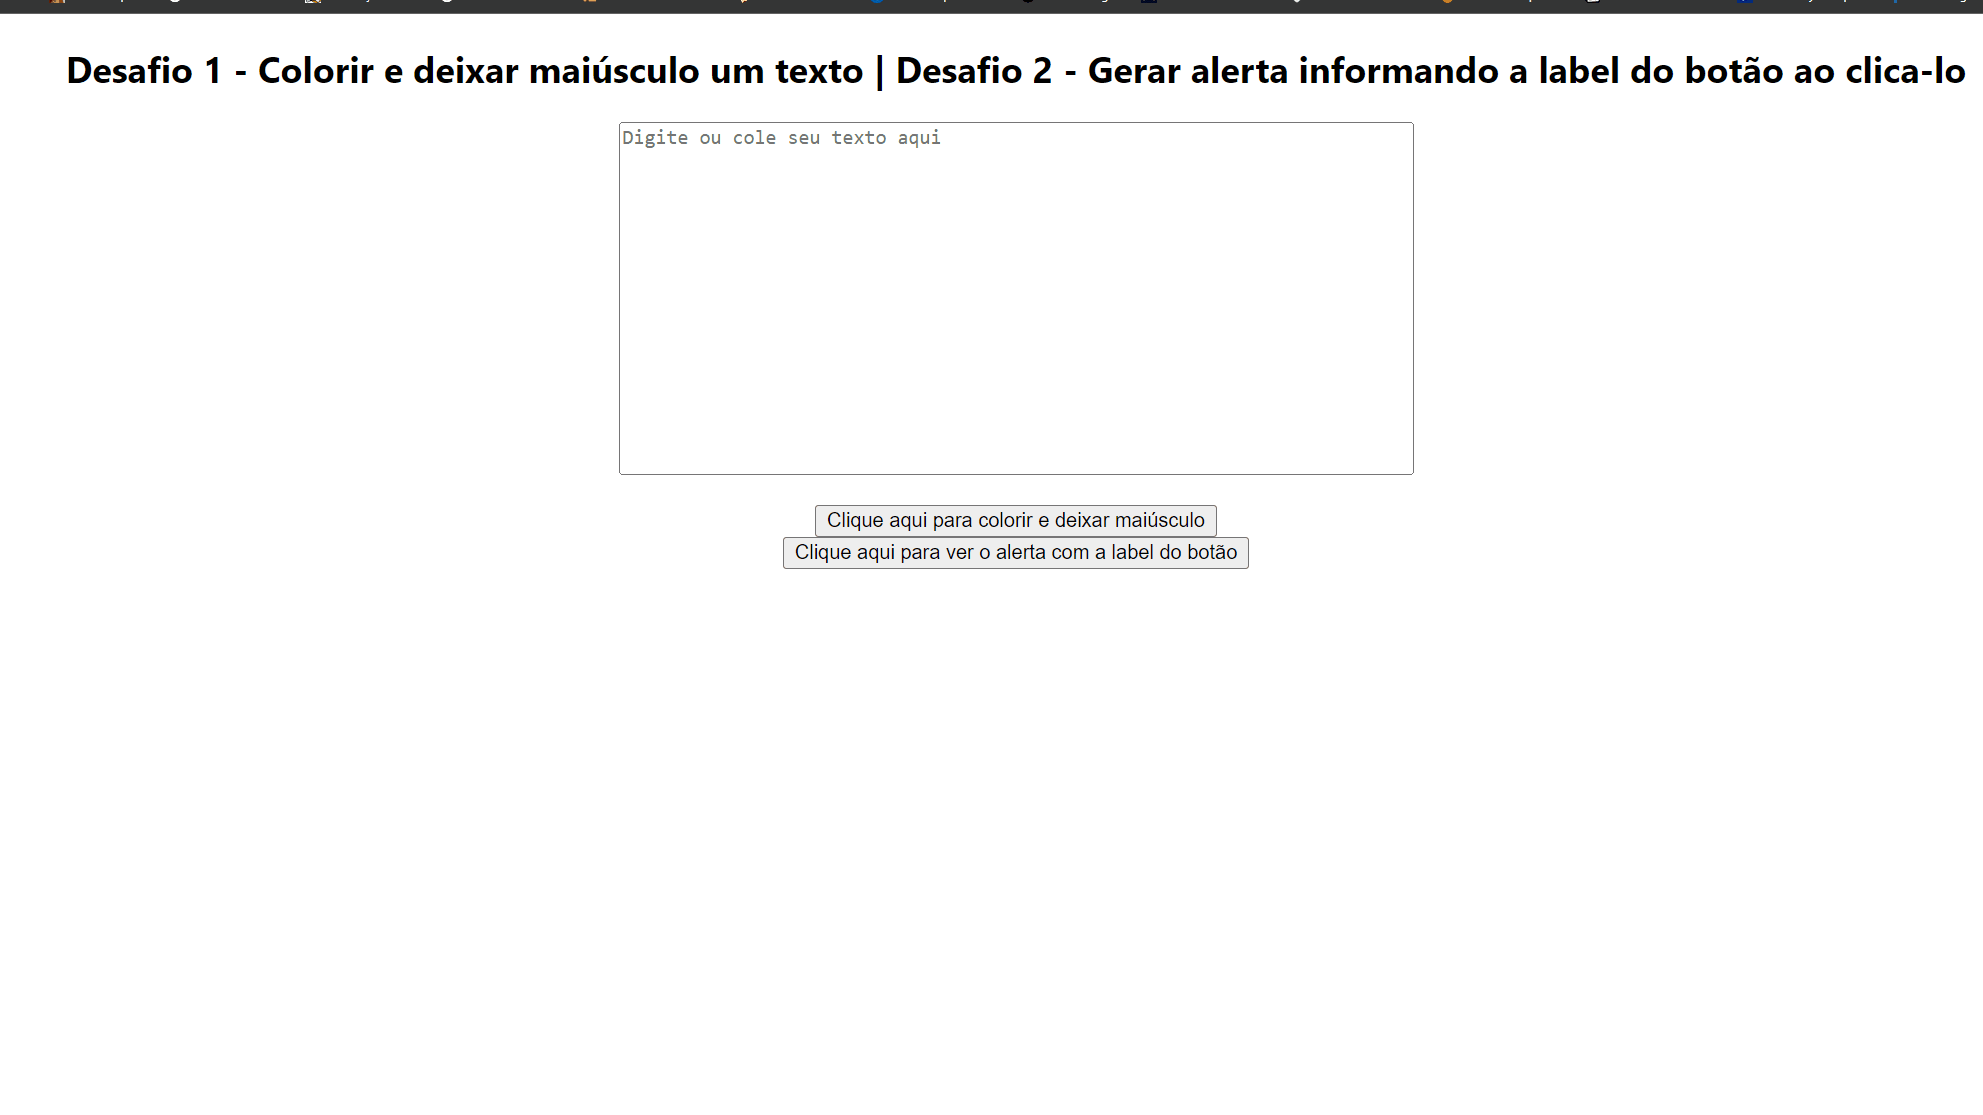 Desafio 1 - Colorir e deixar maiúsculo um texto | Desafio 2 - Gerar alerta informando a label do botão ao clica-lo
Digite ou cole seu texto aqui
Clique aqui para colorir e deixar maiúsculo
Clique aqui para ver o alerta com a label do botão